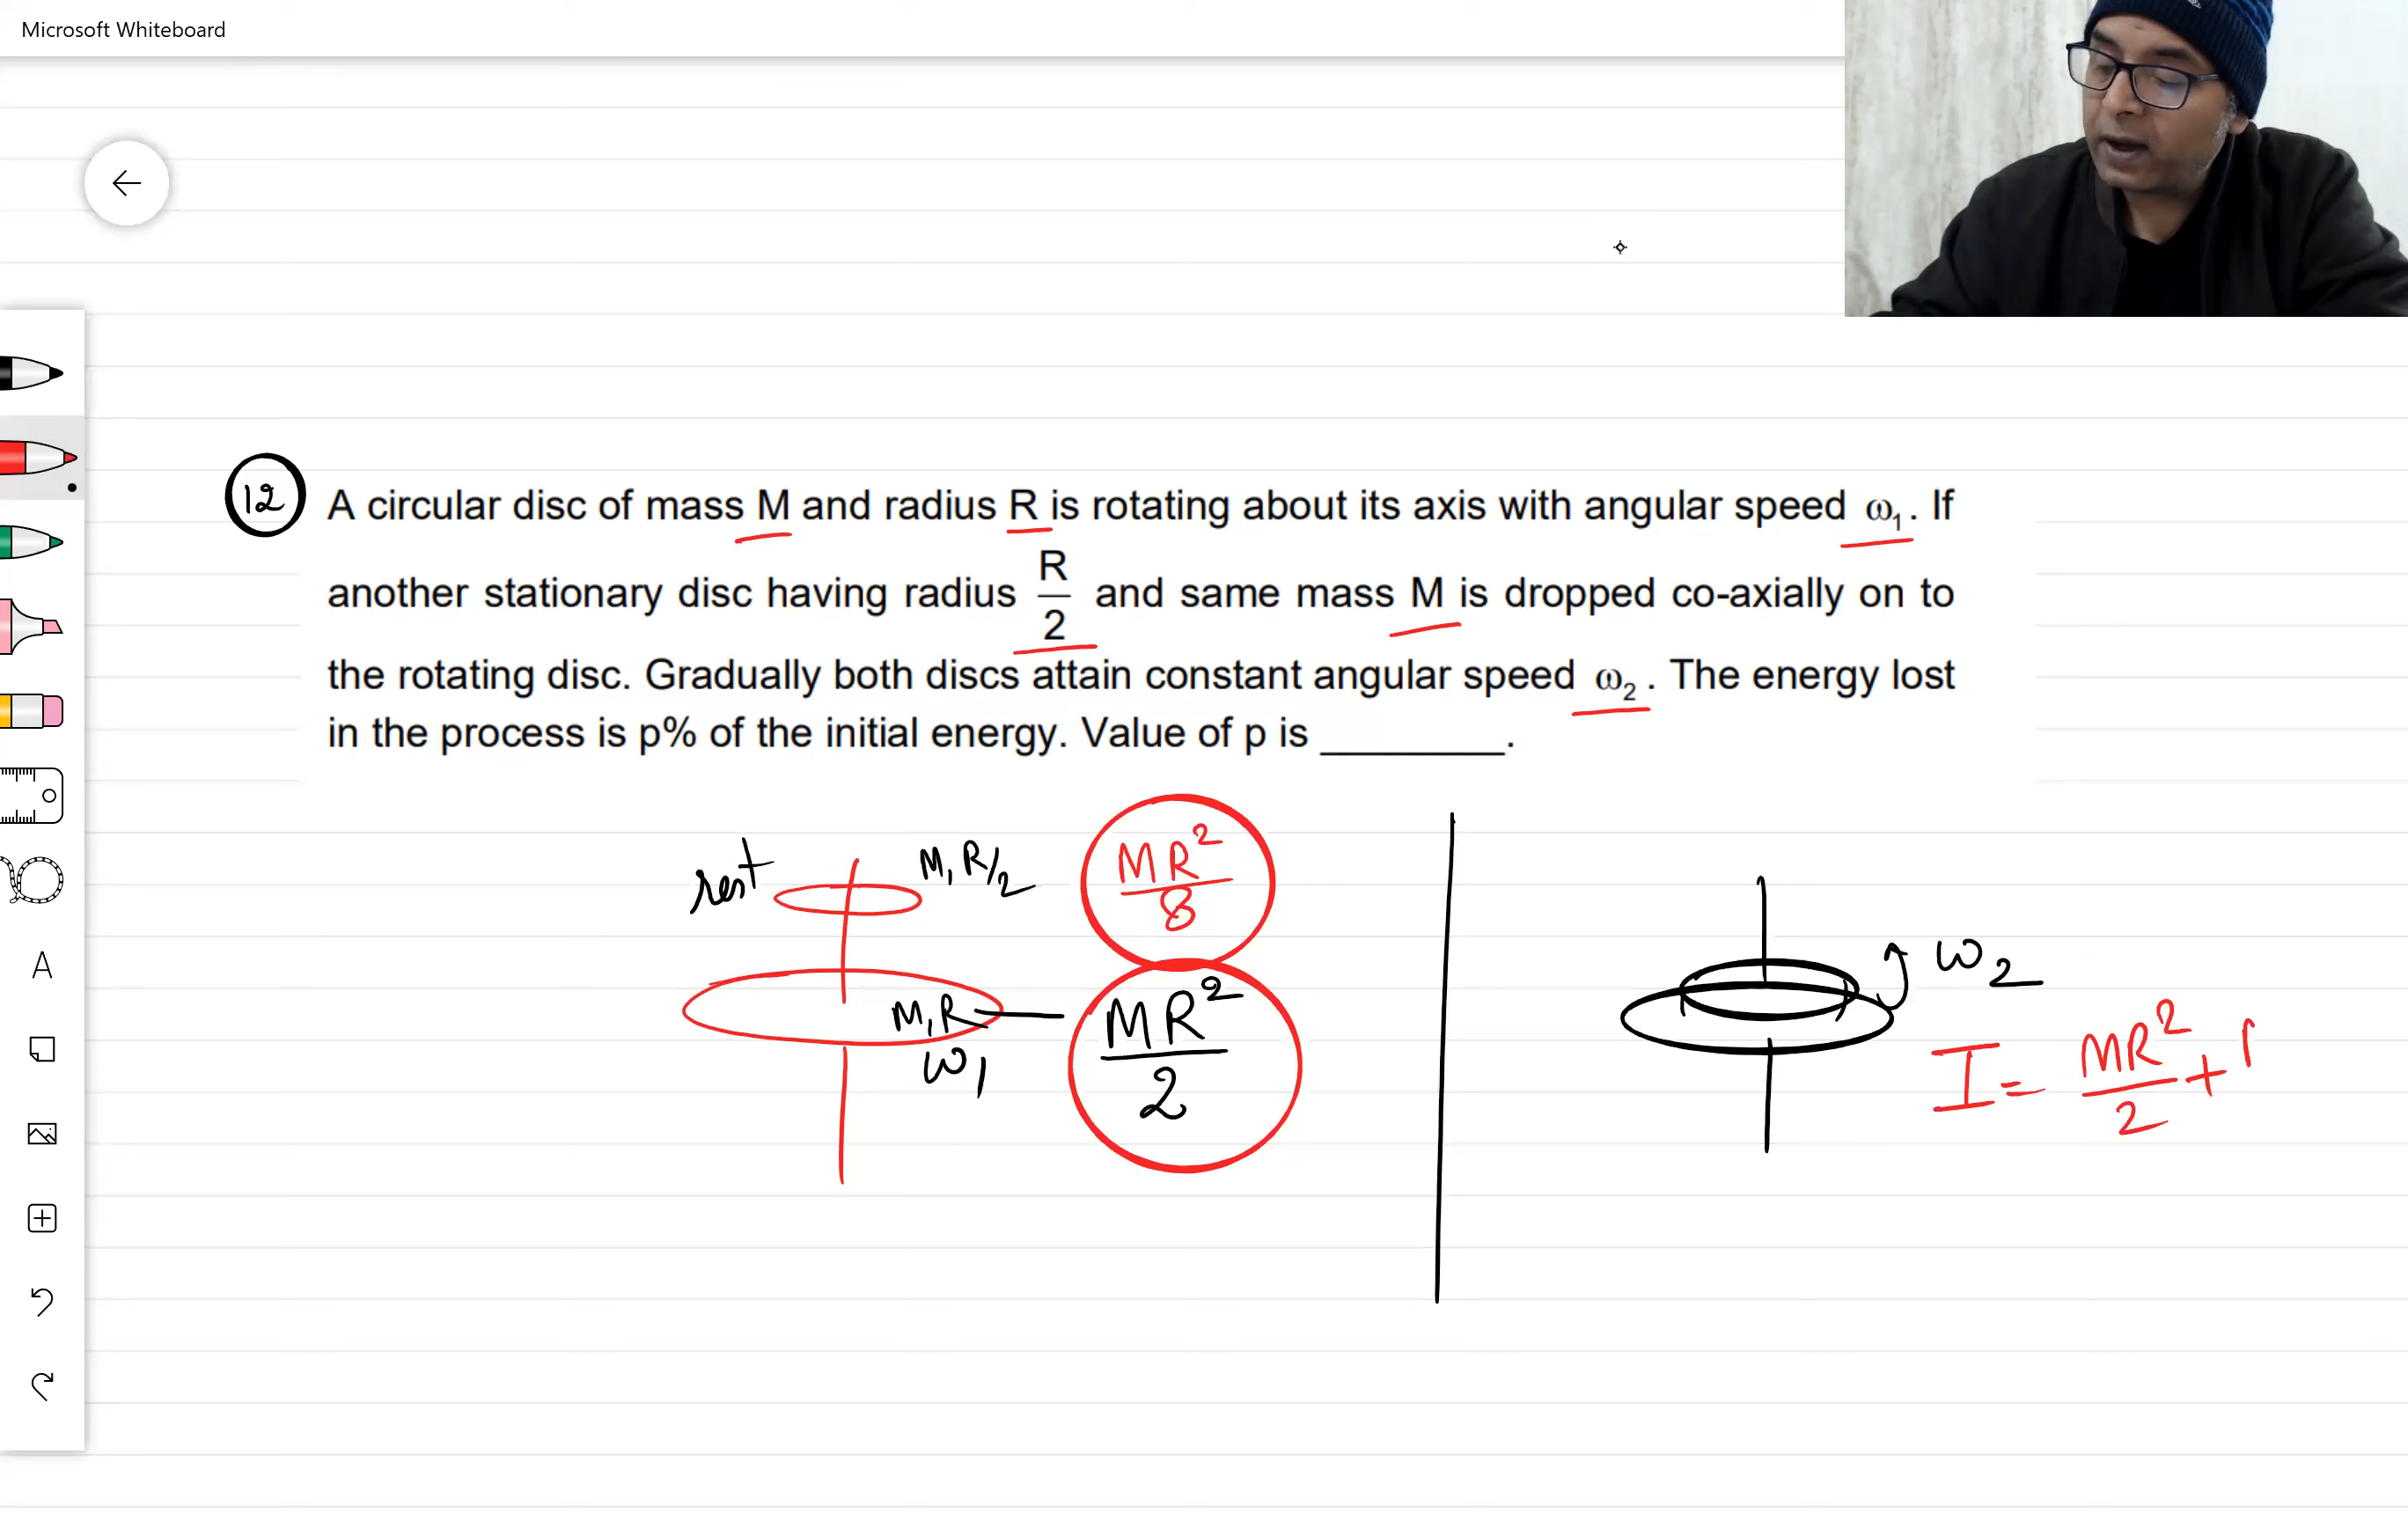 Microsoft Whiteboard
12 A circular disc of mass M and radius R is rotating about its axis with angular speed ω₁. If
another stationary disc having radius R/2 and same mass M is dropped co-axially on to
the rotating disc. Gradually both discs attain constant angular speed ω₂. The energy lost
in the process is p% of the initial energy. Value of p is ________.
rest
M, R/2
MR²/8
M, R
ω₁
MR²/2
ω₂
I = MR²/2 +
A